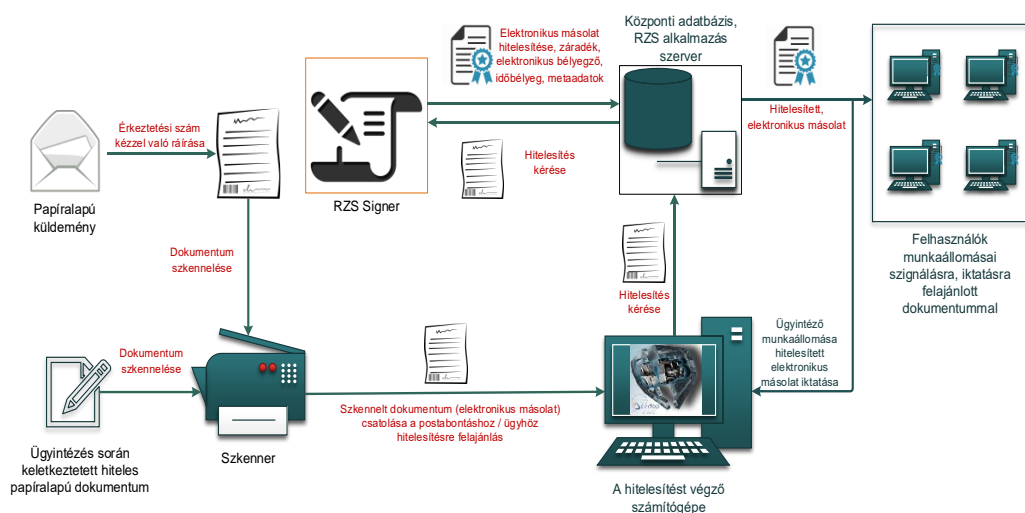 Elektronikus másolat
hitelesítése, záradék,
elektronikus bélyegző,
időbélyeg, metaadatok
Központi adatbázis,
RZS alkalmazás
szerver
Érkeztetési szám
kézzel való ráírása
Hitelesítés
kérése
Hitelesített,
elektronikus másolat
Papíralapú
küldemény
RZS Signer
Felhasználók
munkaállomásai
szignálásra, iktatásra
felajánlott
dokumentummal
Dokumentum
szkennelése
Hitelesítés
kérése
Dokumentum
szkennelése
Ügyintéző
munkaállomása
hitelesített
elektronikus
másolat iktatása
Szkennelt dokumentum (elektronikus másolat)
csatolása a postabontáshoz / ügyhöz
hitelesítésre felajánlás
Ügyintézés során
keletkeztetett hiteles
papíralapú dokumentum
Szkenner
A hitelesítést végző
számítógépe